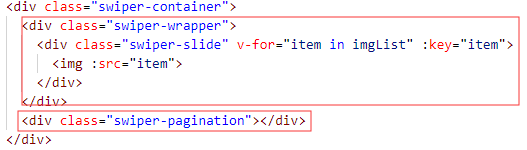 <div class="swiper-container">
  <div class="swiper-wrapper">
    <div class="swiper-slide" v-for="item in imgList" :key="item">
      <img :src="item">
    </div>
  </div>
  <div class="swiper-pagination"></div>
</div>